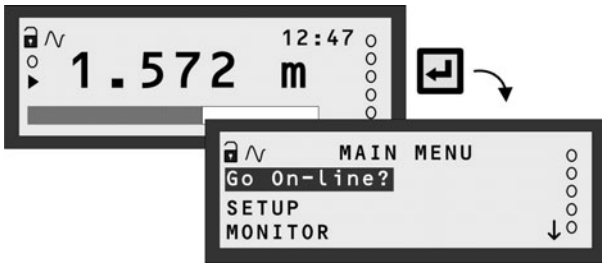 12:47
1.572 m
MAIN MENU
Go On-line?
SETUP
MONITOR